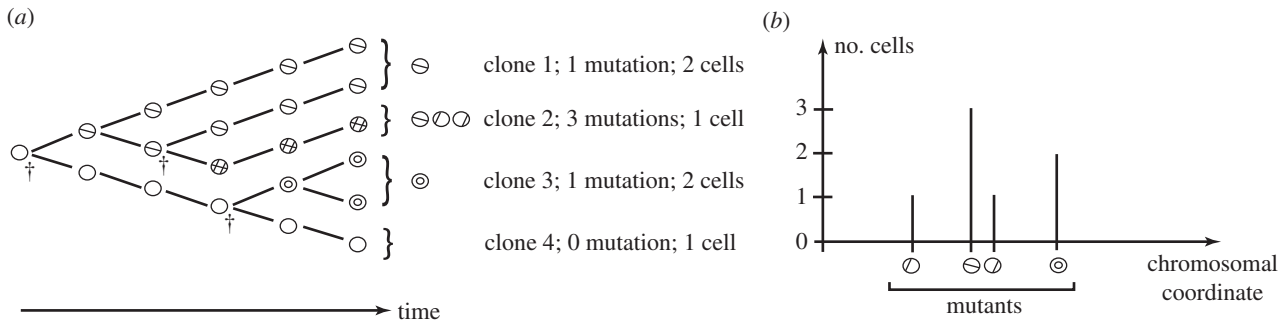 (a)
clone 1; 1 mutation; 2 cells
clone 2; 3 mutations; 1 cell
clone 3; 1 mutation; 2 cells
clone 4; 0 mutation; 1 cell
†
†
†
time
(b)
no. cells
3
2
1
0
chromosomal
coordinate
mutants